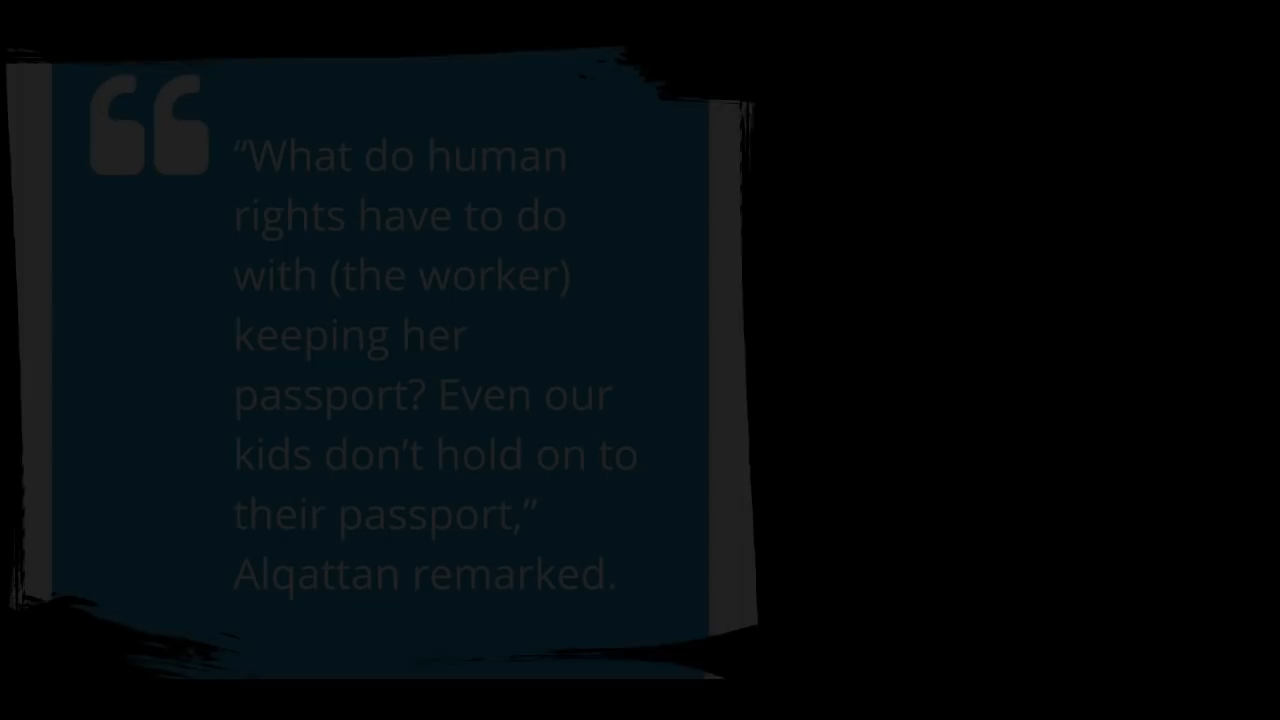 “What do human
rights have to do
with (the worker)
keeping her
passport? Even our
kids don’t hold on to
their passport,”
Alqattan remarked.